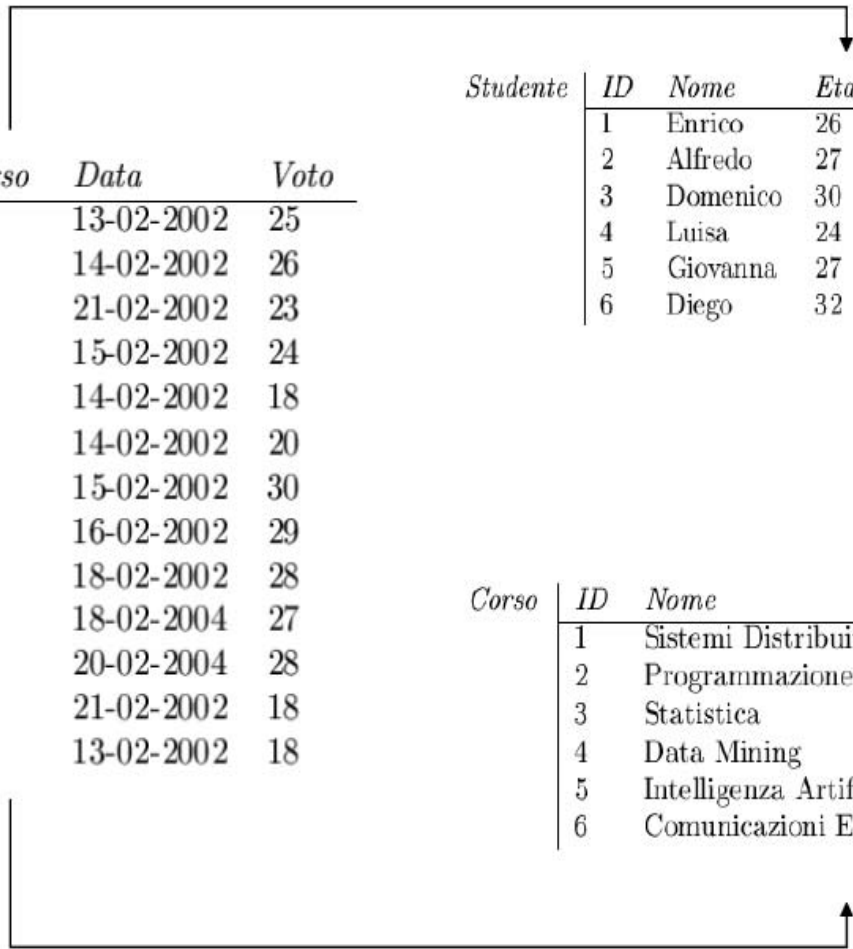 Studente ID Nome
1 Enrico 26
2 Alfredo 27
3 Domenico 30
4 Luisa 24
5 Giovanna 27
6 Diego 32
Data Voto
13-02-2002 25
14-02-2002 26
21-02-2002 23
15-02-2002 24
14-02-2002 18
14-02-2002 20
15-02-2002 30
16-02-2002 29
18-02-2002 28
18-02-2004 27
20-02-2004 28
21-02-2002 18
13-02-2002 18
Corso ID Nome
1 Sistemi
2 Programmazione
3 Statistica
4 Data Mining
5 Intelligenza
6 Comunicazioni